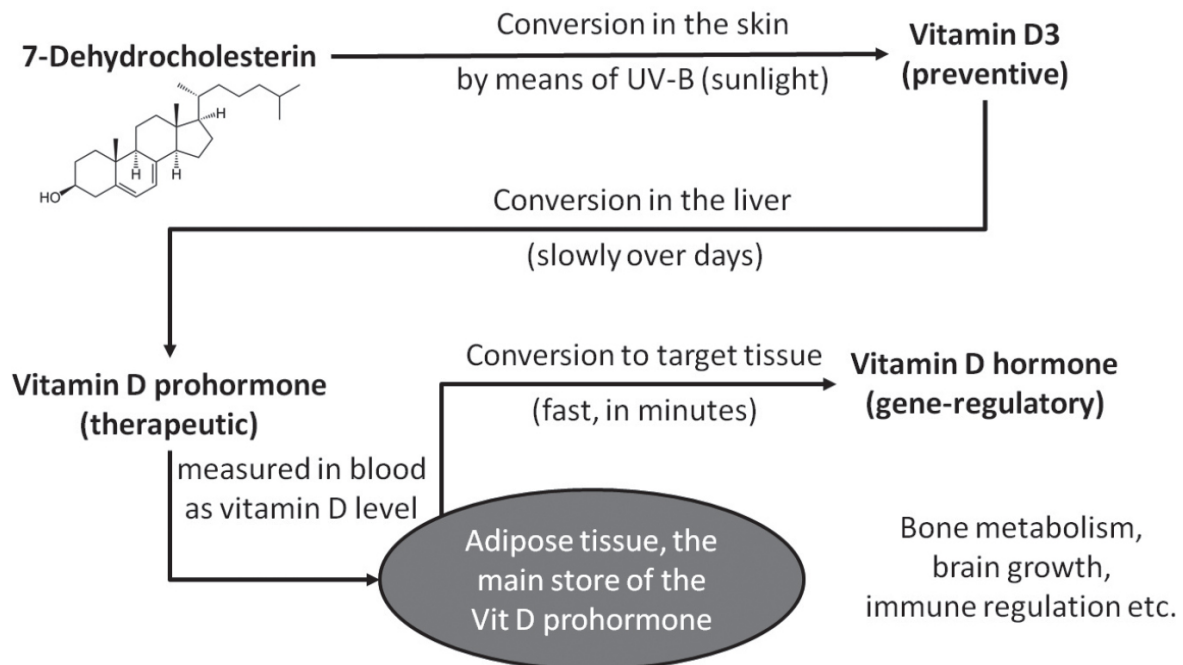 7-Dehydrocholesterin
Conversion in the skin
by means of UV-B (sunlight)
Vitamin D3
(preventive)
H
H
H
HO
Conversion in the liver
(slowly over days)
Vitamin D prohormone
(therapeutic)
Conversion to target tissue
(fast, in minutes)
Vitamin D hormone
(gene-regulatory)
measured in blood
as vitamin D level
Adipose tissue, the
main store of the
Vit D prohormone
Bone metabolism,
brain growth,
immune regulation etc.